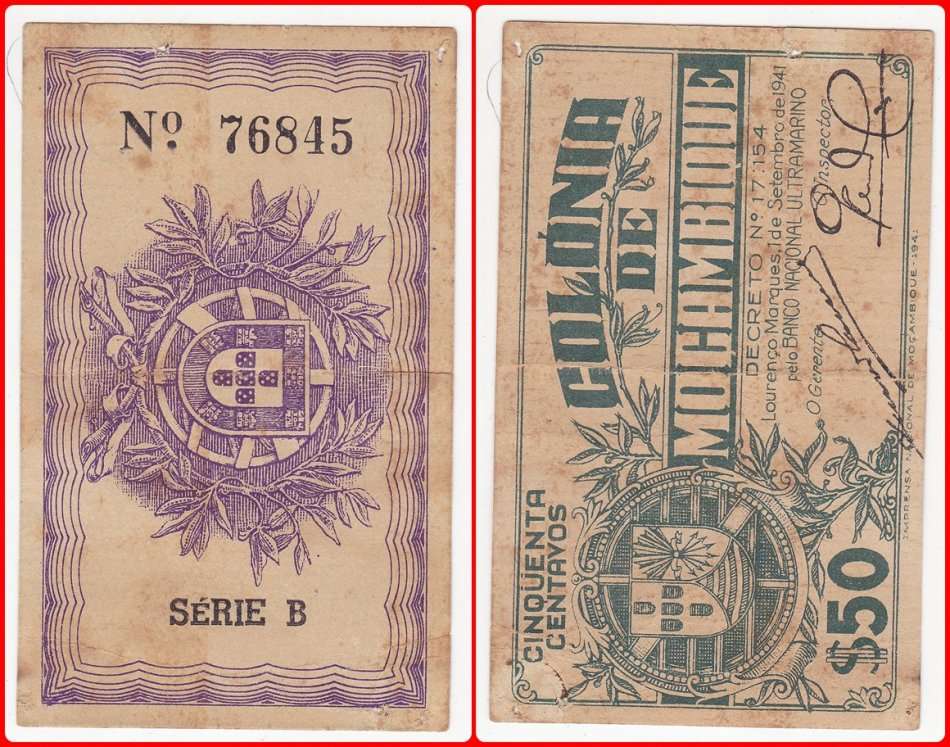 Nº 76845
SÉRIE B
COLÓNIA
DE
MOÇAMBIQUE
DECRETO Nº 17:154
Lourenço Marques, 1 de Setembro de 1941
pelo BANCO NACIONAL ULTRAMARINO
O Gerente
O Inspector
CINQÜENTA
CENTAVOS
$50
IMPRENSA NACIONAL DE MOÇAMBIQUE - 1941